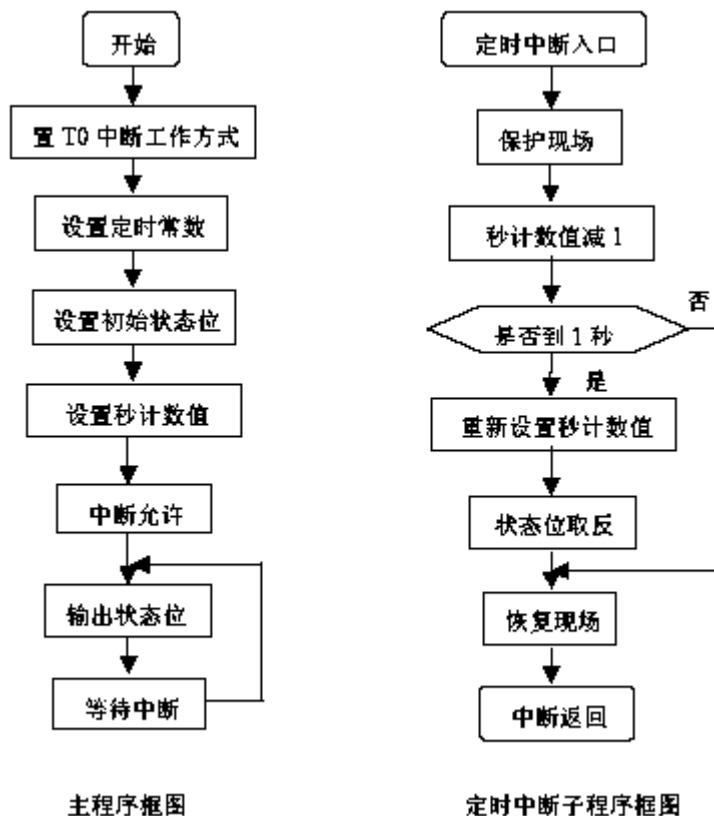 开始
置 T0 中断工作方式
设置定时常数
设置初始状态位
设置秒计数值
中断允许
输出状态位
等待中断
主程序框图
定时中断入口
保护现场
秒计数值减 1
否
是否到 1 秒
是
重新设置秒计数值
状态位取反
恢复现场
中断返回
定时中断子程序框图